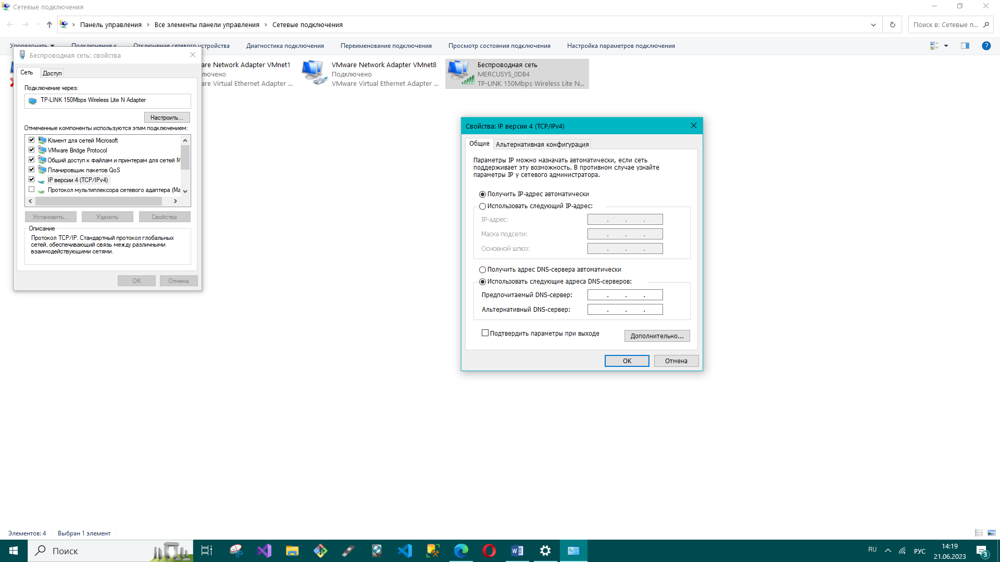 Сетевые подключения
Панель управления
Все элементы панели управления
Сетевые подключения
Поиск в: Сетевые п...
Упорядочить
Подключение к
Отключение сетевого устройства
Диагностика подключения
Переименование подключения
Просмотр состояния подключения
Настройка параметров подключения
are Network Adapter VMnet1
лючено
are Virtual Ethernet Adapter ...
VMware Network Adapter VMnet8
Подключено
VMware Virtual Ethernet Adapter ...
Беспроводная сеть
MERCUSYS_0DB4
TP-LINK 150Mbps Wireless Lite N...
Беспроводная сеть: свойства
Сеть
Доступ
Подключение через:
TP-LINK 150Mbps Wireless Lite N Adapter
Настроить...
Отмеченные компоненты используются этим подключением:
Клиент для сетей Microsoft
VMware Bridge Protocol
Общий доступ к файлам и принтерам для сетей M
Планировщик пакетов QoS
IP версии 4 (TCP/IPv4)
Протокол мультиплексора сетевого адаптера (Ma
Установить...
Удалить
Свойства
Описание
Протокол TCP/IP. Стандартный протокол глобальных
сетей, обеспечивающий связь между различными
взаимодействующими сетями.
ОК
Отмена
Свойства: IP версии 4 (TCP/IPv4)
Общие
Альтернативная конфигурация
Параметры IP можно назначать автоматически, если сеть
поддерживает эту возможность. В противном случае узнайте
параметры IP у сетевого администратора.
Получить IP-адрес автоматически
Использовать следующий IP-адрес:
IP-адрес:
Маска подсети:
Основной шлюз:
Получить адрес DNS-сервера автоматически
Использовать следующие адреса DNS-серверов:
Предпочитаемый DNS-сервер:
Альтернативный DNS-сервер:
Подтвердить параметры при выходе
Дополнительно...
ОК
Отмена
Элементов: 4
Выбран 1 элемент
Поиск
RU
РУС
14:19
21.06.2023
3